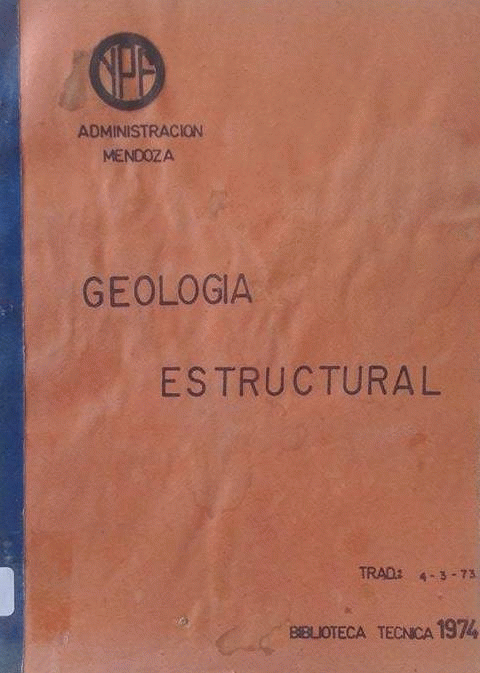 YPF
ADMINISTRACION
MENDOZA
GEOLOGIA
ESTRUCTURAL
TRAD.: 4-3-73
BIBLIOTECA TECNICA 1974